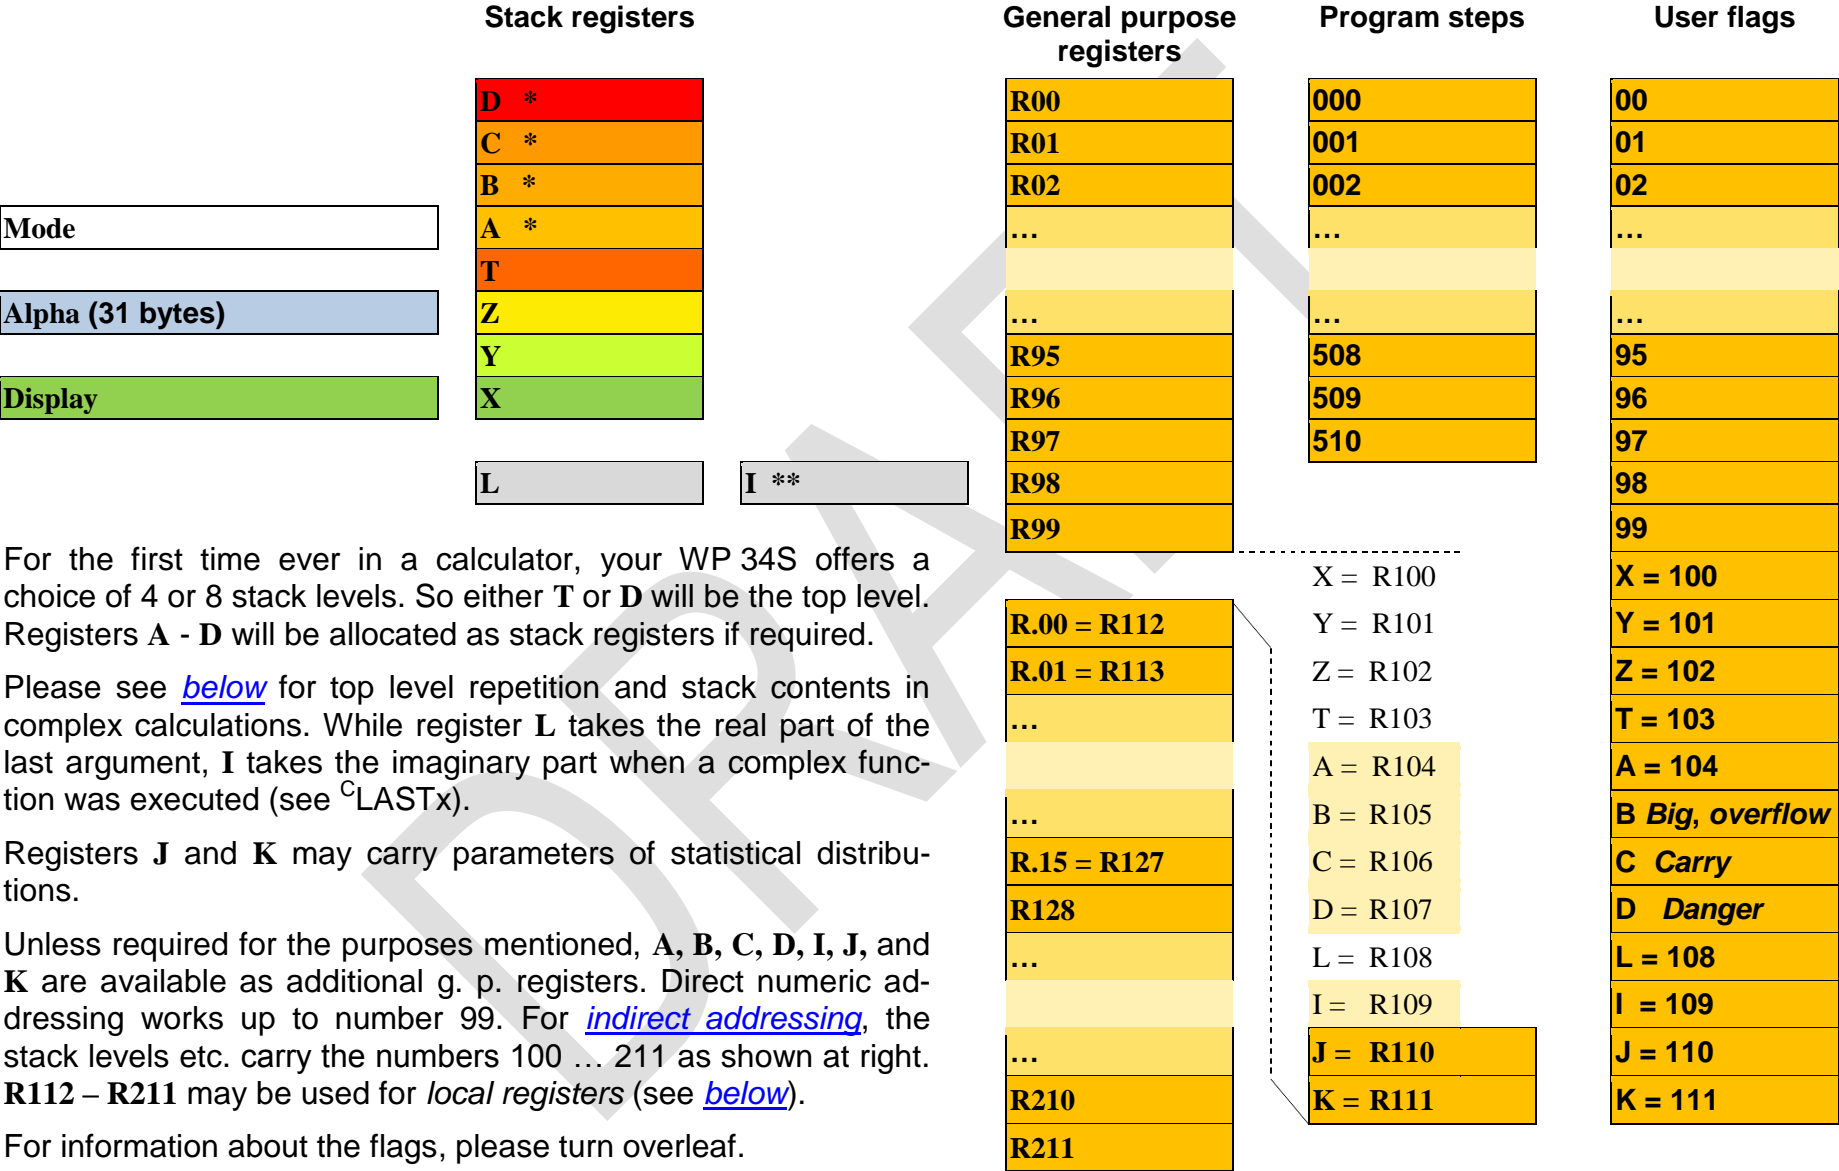 Stack registers
General purpose registers
Program steps
User flags
D *
C *
B *
A *
T
Z
Y
X
L
I **
Mode
Alpha (31 bytes)
Display
For the first time ever in a calculator, your WP 34S offers a
choice of 4 or 8 stack levels. So either T or D will be the top level.
Registers A - D will be allocated as stack registers if required.
Please see below for top level repetition and stack contents in
complex calculations. While register L takes the real part of the
last argument, I takes the imaginary part when a complex func-
tion was executed (see CLASTx).
Registers J and K may carry parameters of statistical distribu-
tions.
Unless required for the purposes mentioned, A, B, C, D, I, J, and
K are available as additional g. p. registers. Direct numeric ad-
dressing works up to number 99. For indirect addressing, the
stack levels etc. carry the numbers 100 … 211 as shown at right.
R112 – R211 may be used for local registers (see below).
For information about the flags, please turn overleaf.
R00
R01
R02
…
…
R95
R96
R97
R98
R99
R.00 = R112
R.01 = R113
…
…
R.15 = R127
R128
…
…
R210
R211
000
001
002
…
…
508
509
510
X = R100
Y = R101
Z = R102
T = R103
A = R104
B = R105
C = R106
D = R107
L = R108
I = R109
J = R110
K = R111
00
01
02
…
…
95
96
97
98
99
X = 100
Y = 101
Z = 102
T = 103
A = 104
B Big, overflow
C Carry
D Danger
L = 108
I = 109
J = 110
K = 111
DRAFT